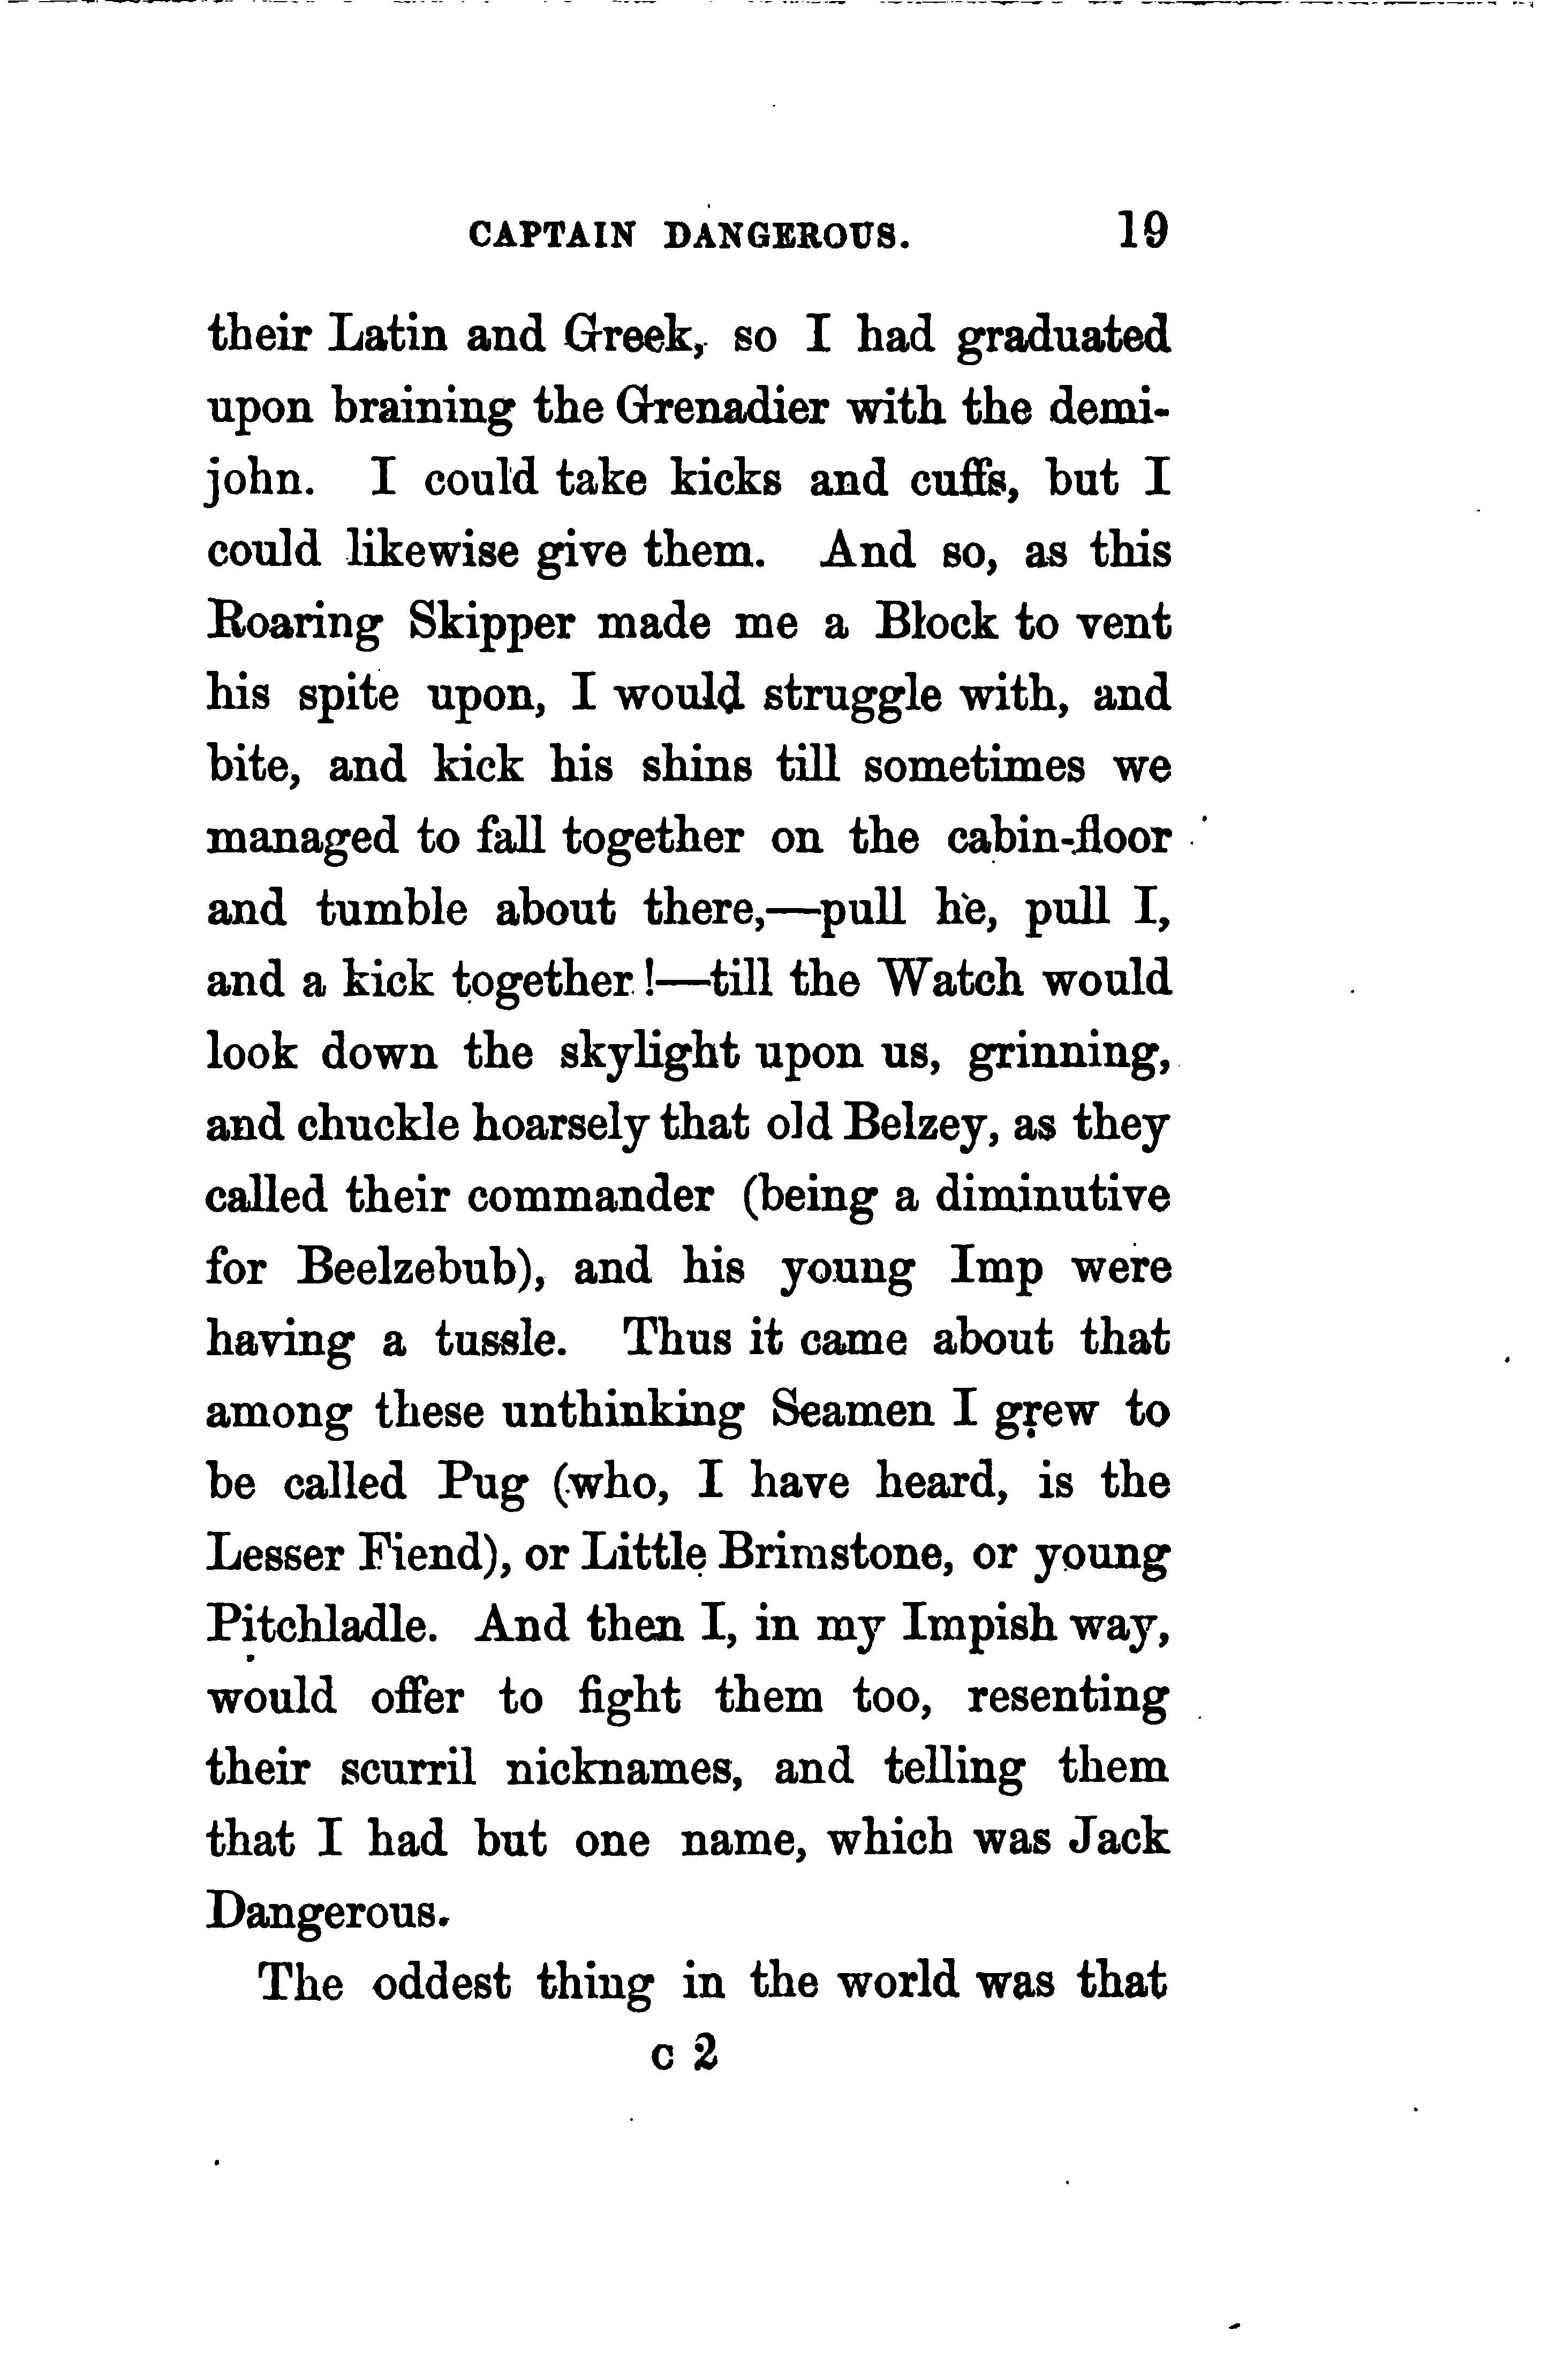 CAPTAIN DANGEROUS. 19
their Latin and Greek, so I had graduated
upon braining the Grenadier with the demi-
john. I could take kicks and cuffs, but I
could likewise give them. And so, as this
Roaring Skipper made me a Block to vent
his spite upon, I would struggle with, and
bite, and kick his shins till sometimes we
managed to fall together on the cabin-floor
and tumble about there,—pull he, pull I,
and a kick together!—till the Watch would
look down the skylight upon us, grinning,
and chuckle hoarsely that old Belzey, as they
called their commander (being a diminutive
for Beelzebub), and his young Imp were
having a tussle. Thus it came about that
among these unthinking Seamen I grew to
be called Pug (who, I have heard, is the
Lesser Fiend), or Little Brimstone, or young
Pitchladle. And then I, in my Impish way,
would offer to fight them too, resenting
their scurril nicknames, and telling them
that I had but one name, which was Jack
Dangerous.
The oddest thing in the world was that
C 2